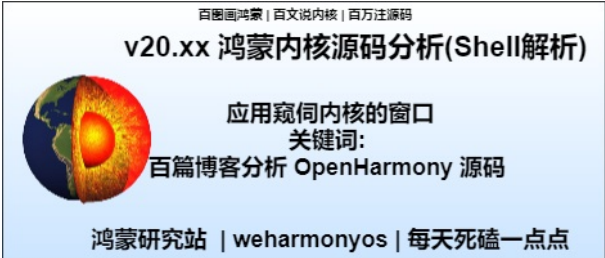 百图画鸿蒙 | 百文说内核 | 百万注源码
v20.xx 鸿蒙内核源码分析(Shell解析)
应用窥伺内核的窗口
关键词:
百篇博客分析 OpenHarmony 源码
鸿蒙研究站 | weharmonyos | 每天死磕一点点